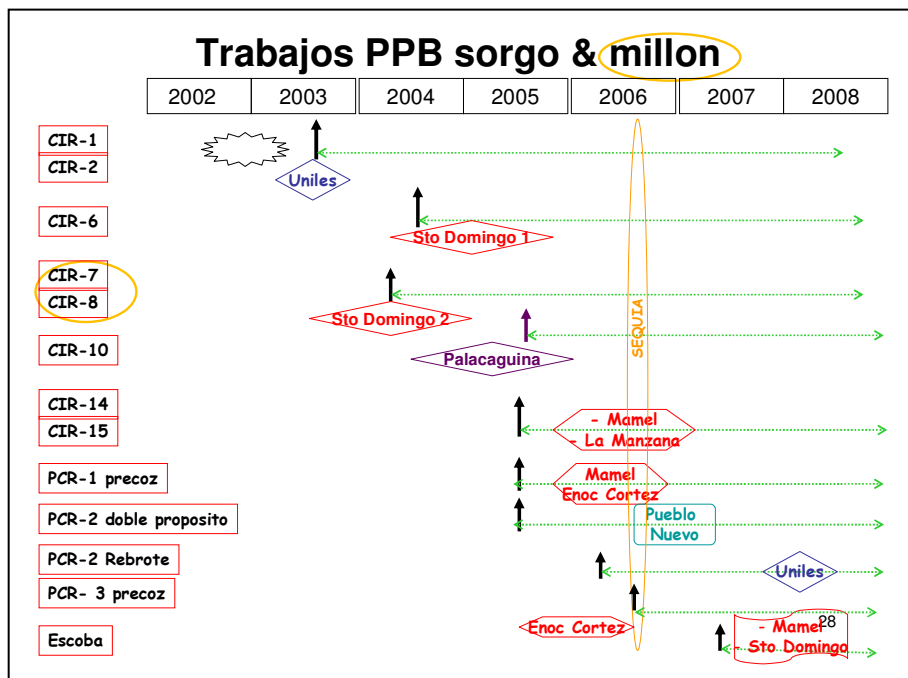 Trabajos PPB sorgo & millon
2002 2003 2004 2005 2006 2007 2008
CIR-1
CIR-2
Uniles
CIR-6
Sto Domingo 1
CIR-7
CIR-8
Sto Domingo 2
SEQUIA
CIR-10
Palacaguina
CIR-14
CIR-15
- Mamel
- La Manzana
PCR-1 precoz
Mamel
Enoc Cortez
PCR-2 doble proposito
Pueblo
Nuevo
PCR-2 Rebrote
Uniles
PCR- 3 precoz
Enoc Cortez
28
- Mamel
- Sto Domingo
Escoba